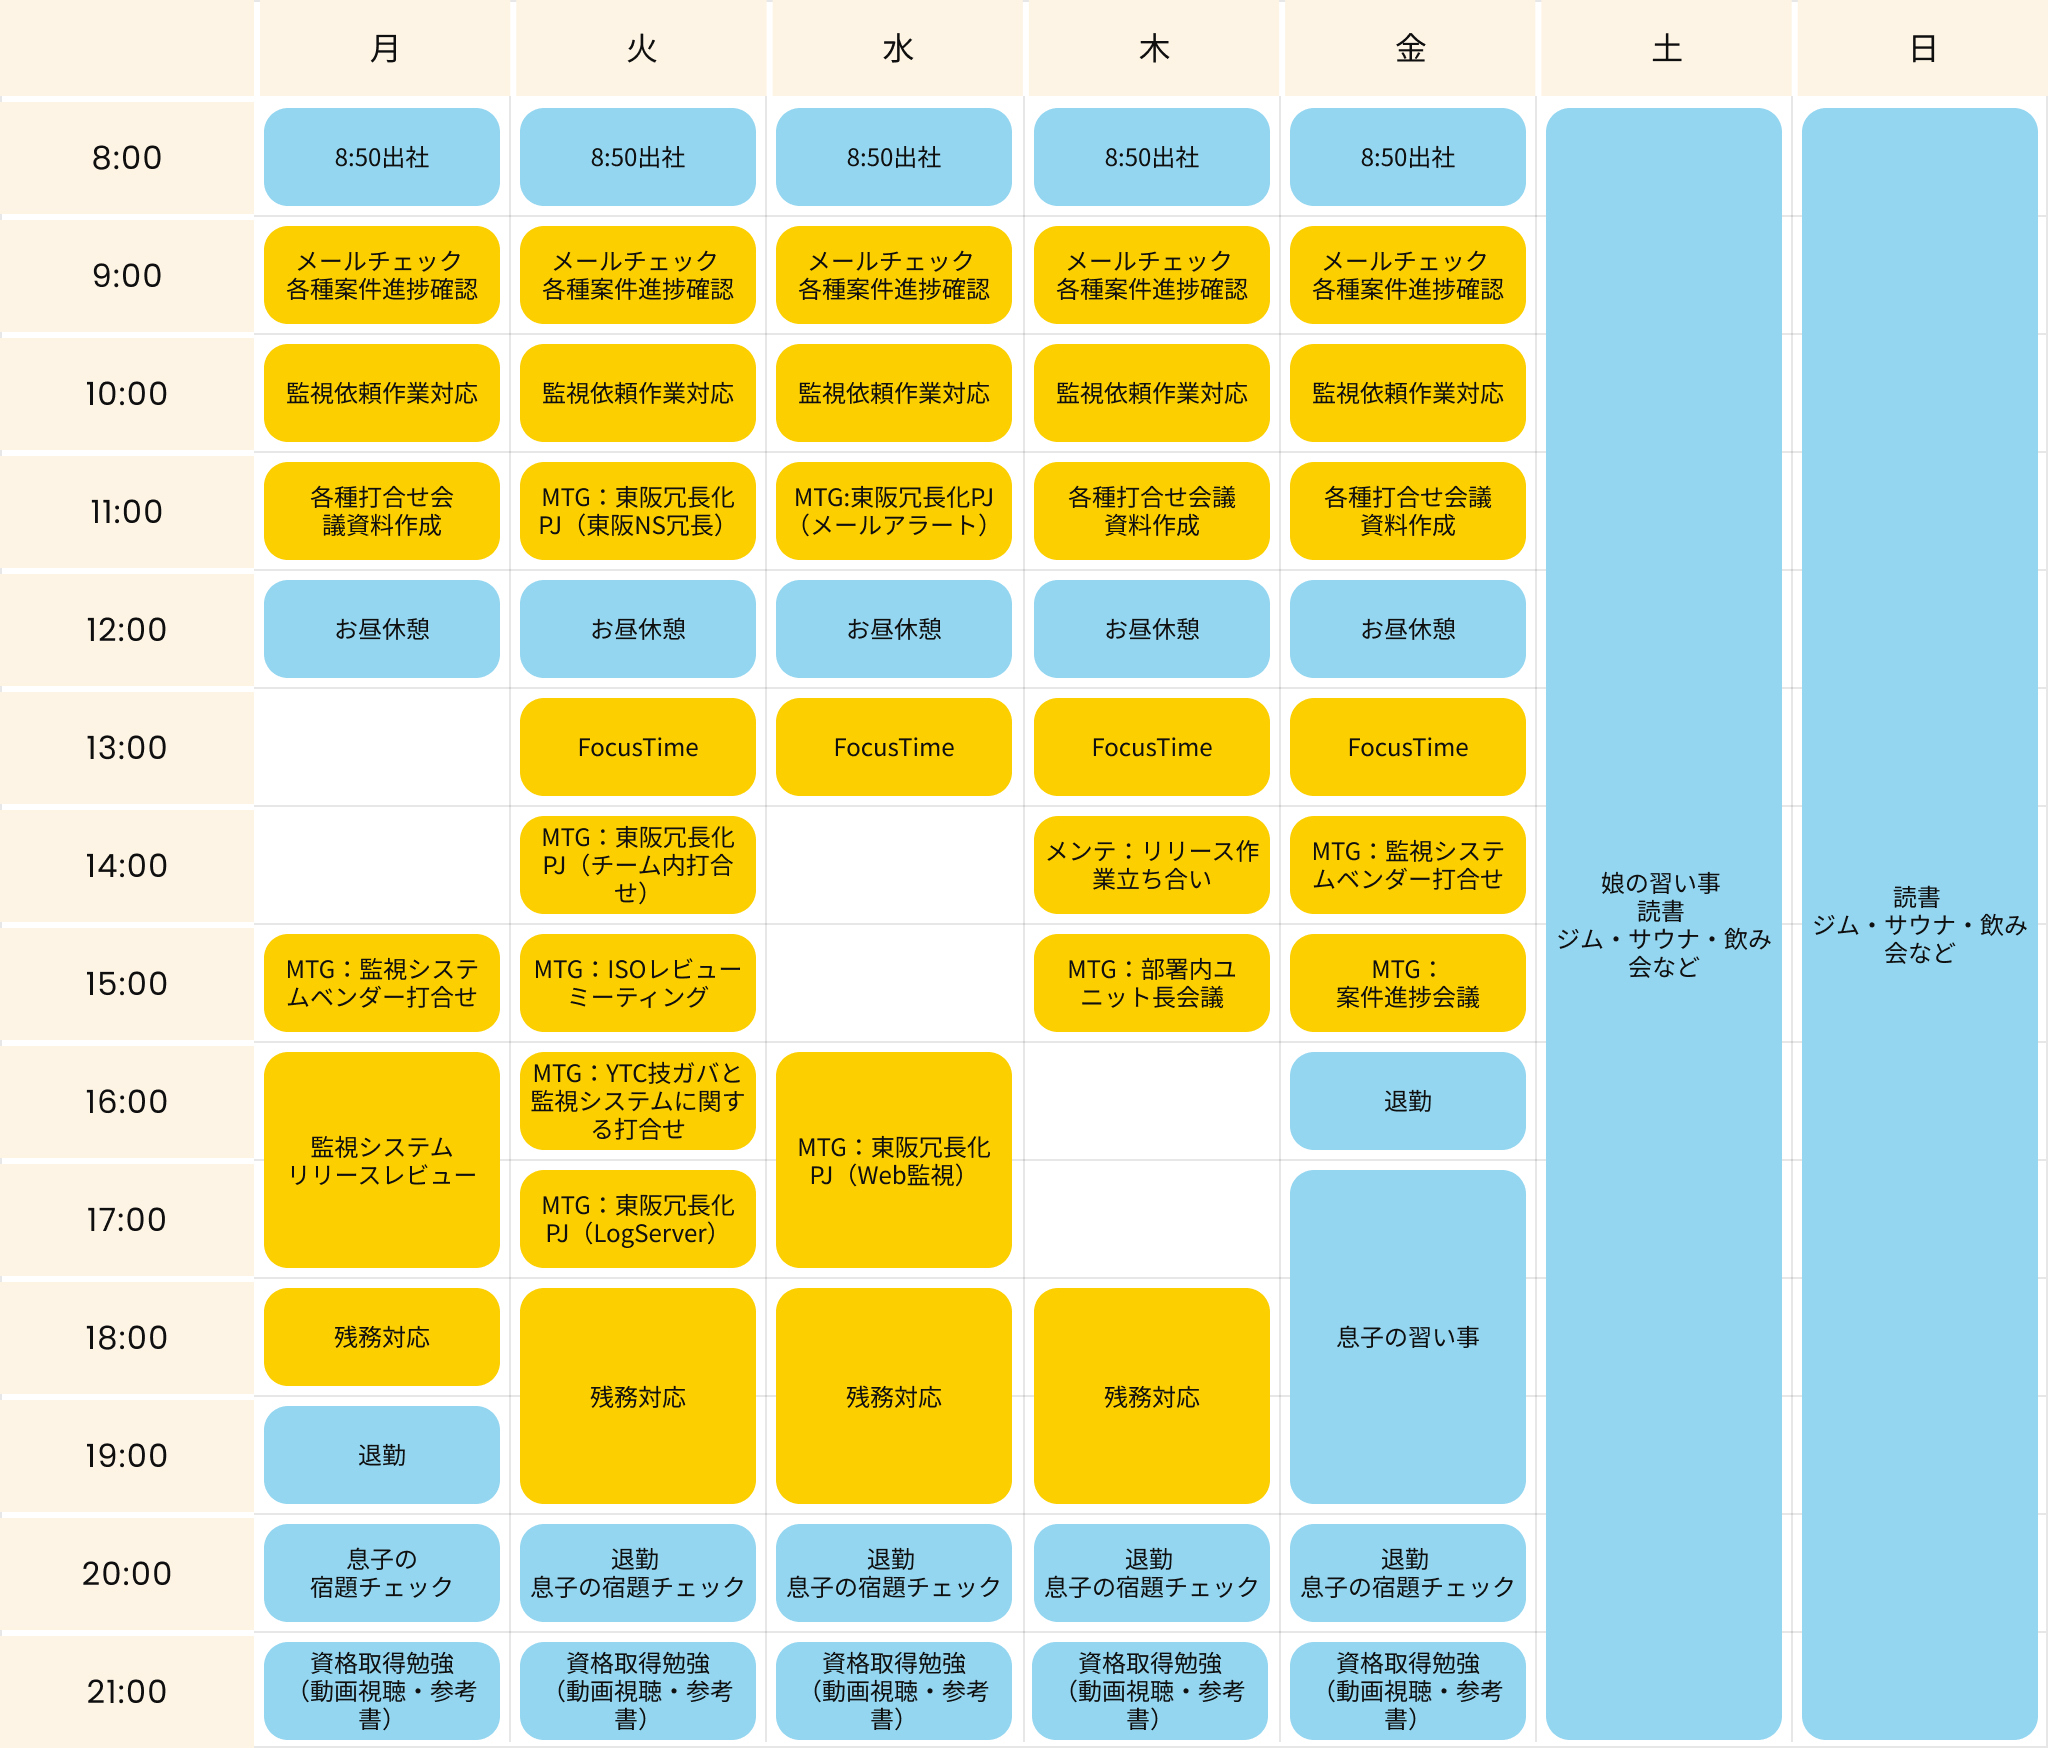 月 火 水 木 金 土 日
8:00
8:50出社
8:50出社
8:50出社
8:50出社
8:50出社
9:00
メールチェック
各種案件進捗確認
メールチェック
各種案件進捗確認
メールチェック
各種案件進捗確認
メールチェック
各種案件進捗確認
メールチェック
各種案件進捗確認
10:00
監視依頼作業対応
監視依頼作業対応
監視依頼作業対応
監視依頼作業対応
監視依頼作業対応
11:00
各種打合せ会
議資料作成
MTG：東阪冗長化
PJ（東阪NS冗長）
MTG:東阪冗長化PJ
（メールアラート）
各種打合せ会議
資料作成
各種打合せ会議
資料作成
12:00
お昼休憩
お昼休憩
お昼休憩
お昼休憩
お昼休憩
13:00
FocusTime
FocusTime
FocusTime
FocusTime
14:00
MTG：東阪冗長化
PJ（チーム内打合
せ）
メンテ：リリース作
業立ち合い
MTG：監視システ
ムベンダー打合せ
娘の習い事
読書
ジム・サウナ・飲み
会など
読書
ジム・サウナ・飲み
会など
15:00
MTG：監視システ
ムベンダー打合せ
MTG：ISOレビュー
ミーティング
MTG：部署内ユ
ニット長会議
MTG：
案件進捗会議
16:00
監視システム
リリースレビュー
MTG：YTC技ガバと
監視システムに関す
る打合せ
MTG：東阪冗長化
PJ（Web監視）
退勤
17:00
MTG：東阪冗長化
PJ（LogServer）
18:00
残務対応
残務対応
残務対応
残務対応
息子の習い事
19:00
退勤
20:00
息子の
宿題チェック
退勤
息子の宿題チェック
退勤
息子の宿題チェック
退勤
息子の宿題チェック
退勤
息子の宿題チェック
21:00
資格取得勉強
（動画視聴・参考
書）
資格取得勉強
（動画視聴・参考
書）
資格取得勉強
（動画視聴・参考
書）
資格取得勉強
（動画視聴・参考
書）
資格取得勉強
（動画視聴・参考
書）